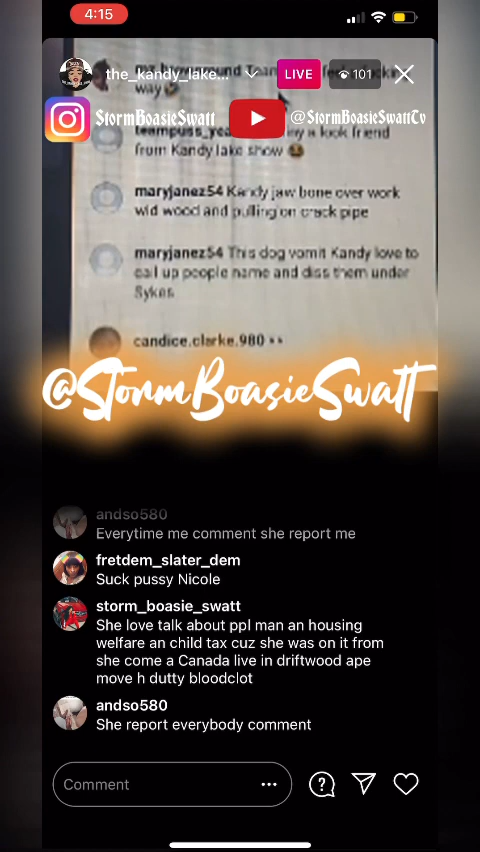 4:15
the_kandy_lake...
LIVE
101
way
StormBoasieSwatt
@StormBoasieSwattTv
a look friend
from Kandy lake show
maryjanez54 Kandy jaw bone over work
wid wood and pulling on crack pipe
maryjanez54 This dog vomit Kandy love to
call up people name and diss them under
Sykes
candice.clarke.980
@StormBoasieSwatt
andso580
Everytime me comment she report me
fretdem_slater_dem
Suck pussy Nicole
storm_boasie_swatt
She love talk about ppl man an housing
welfare an child tax cuz she was on it from
she come a Canada live in driftwood ape
move h dutty bloodclot
andso580
She report everybody comment
Comment